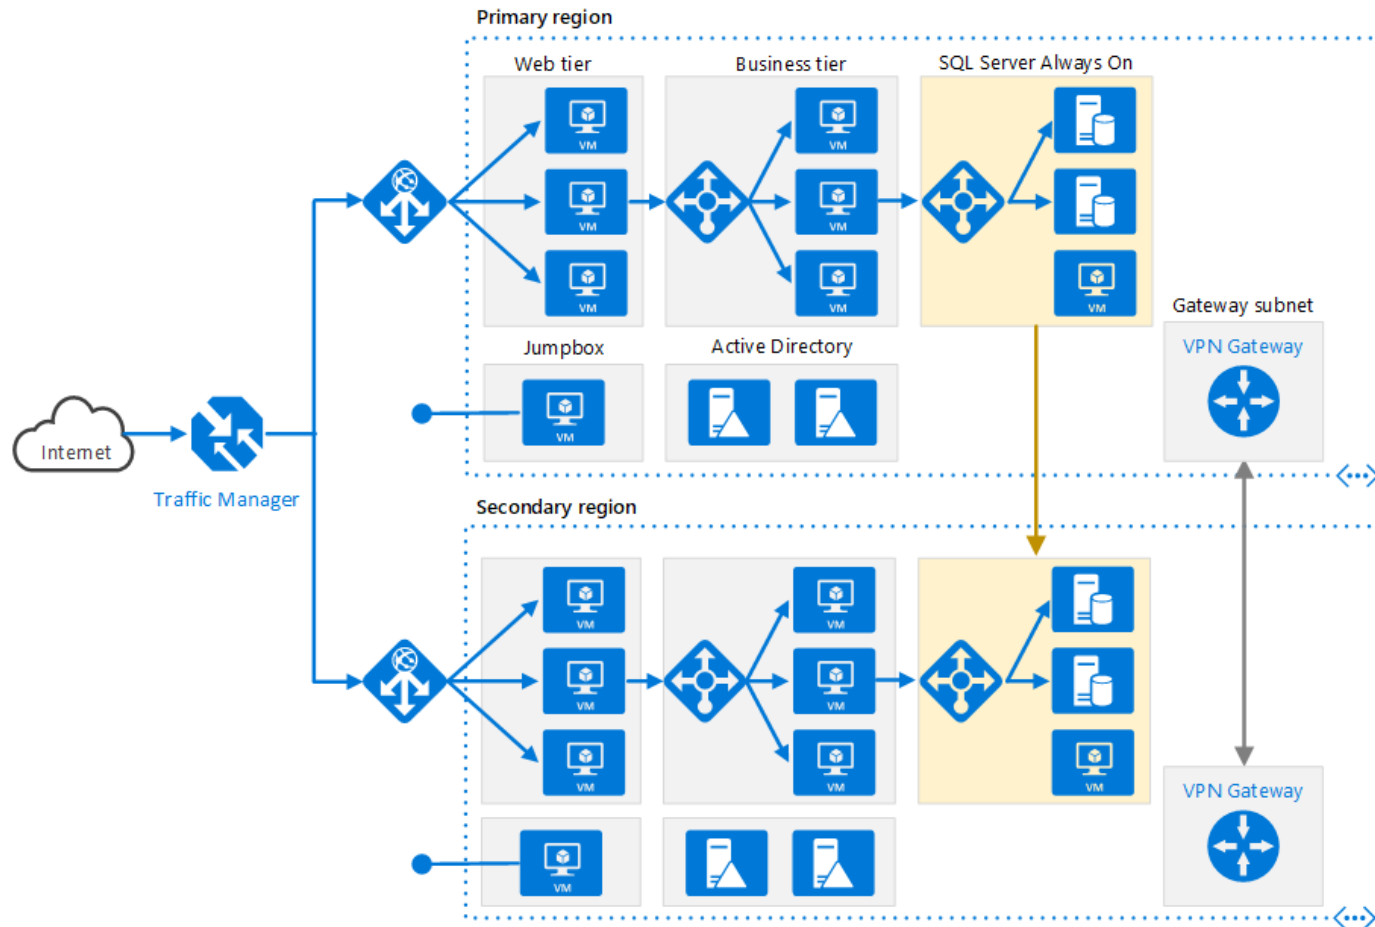 Primary region
Web tier
Business tier
SQL Server Always On
VM
VM
VM
VM
VM
VM
VM
Gateway subnet
VPN Gateway
Jumpbox
Active Directory
VM
Internet
Traffic Manager
Secondary region
VM
VM
VM
VM
VM
VM
VM
VPN Gateway
VM